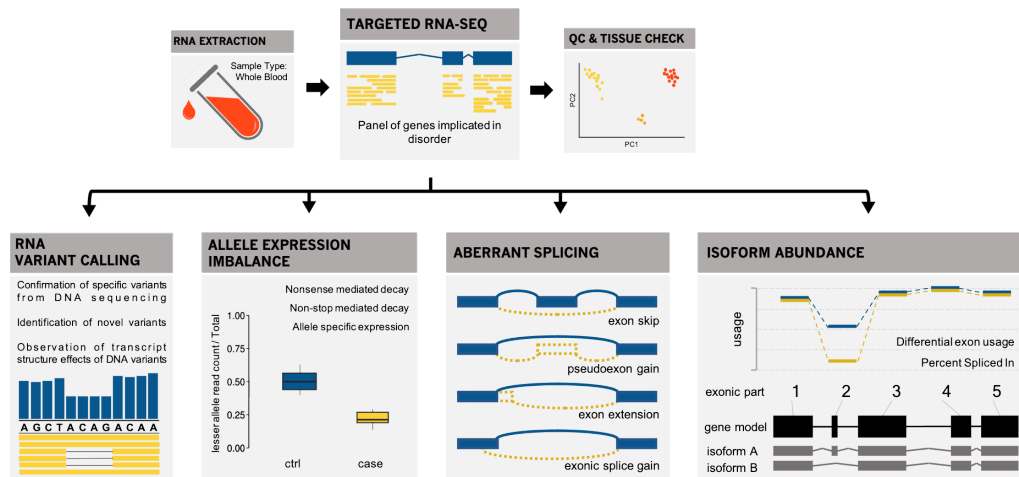 RNA EXTRACTION
Sample Type:
Whole Blood
TARGETED RNA-SEQ
Panel of genes implicated in
disorder
QC & TISSUE CHECK
PC2
PC1
RNA
VARIANT CALLING
Confirmation of specific variants
from DNA sequencing
Identification of novel variants
Observation of transcript
structure effects of DNA variants
A G C T A C A G A C A A
ALLELE EXPRESSION
IMBALANCE
Nonsense mediated decay
Non-stop mediated decay
Allele specific expression
lesser allele read count / Total
1.00
0.75
0.50
0.25
0.00
ctrl
case
ABERRANT SPLICING
exon skip
pseudoexon gain
exon extension
exonic splice gain
ISOFORM ABUNDANCE
usage
Differential exon usage
Percent Spliced In
exonic part
1 2 3 4 5
gene model
isoform A
isoform B